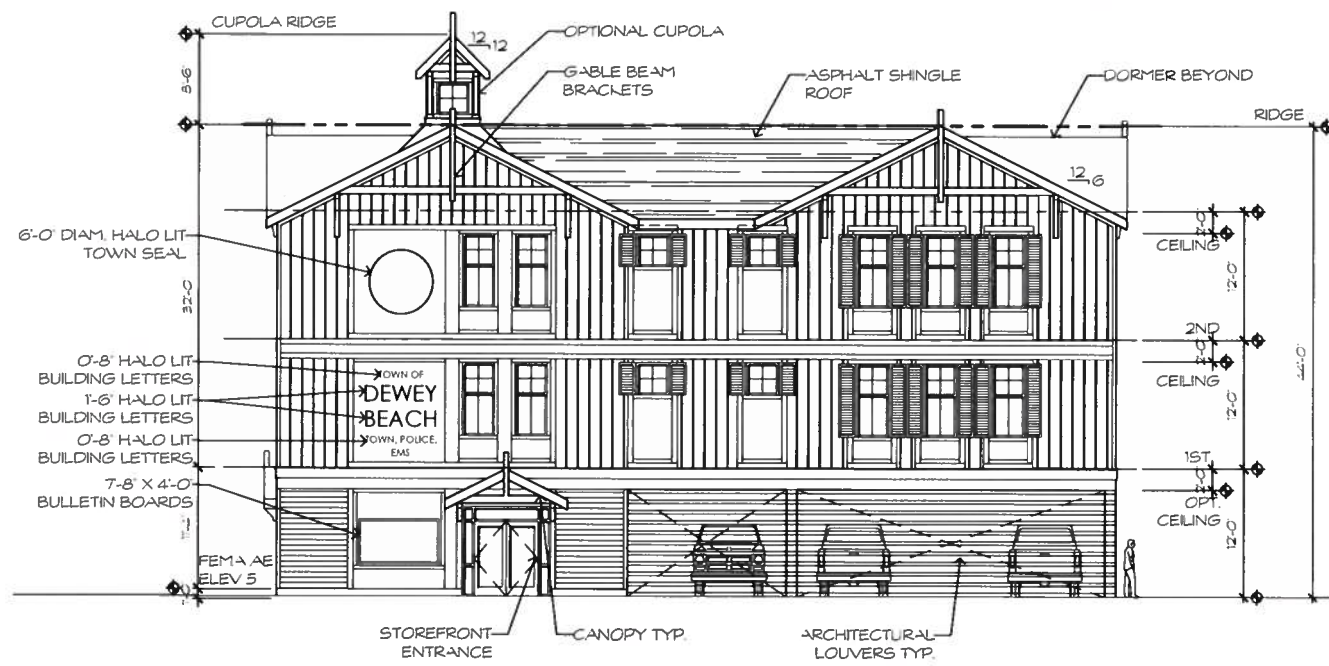 CUPOLA RIDGE
12
12
OPTIONAL CUPOLA
GABLE BEAM
BRACKETS
ASPHALT SHINGLE
ROOF
DORMER BEYOND
RIDGE
8'-6"
12
6
6'-0" DIAM. HALO LIT
TOWN SEAL
CEILING
12'-0"
32'-0"
2ND
2'-0"
CEILING
0'-8" HALO LIT
BUILDING LETTERS
1'-6" HALO LIT
BUILDING LETTERS
0'-8" HALO LIT
BUILDING LETTERS
TOWN OF
DEWEY
BEACH
TOWN, POLICE,
EMS
12'-0"
44'-0"
1ST
2'-0"
OPT.
CEILING
12'-0"
7'-8" X 4'-0"
BULLETIN BOARDS
FEMA AE
ELEV 5
STOREFRONT
ENTRANCE
CANOPY TYP.
ARCHITECTURAL
LOUVERS TYP.